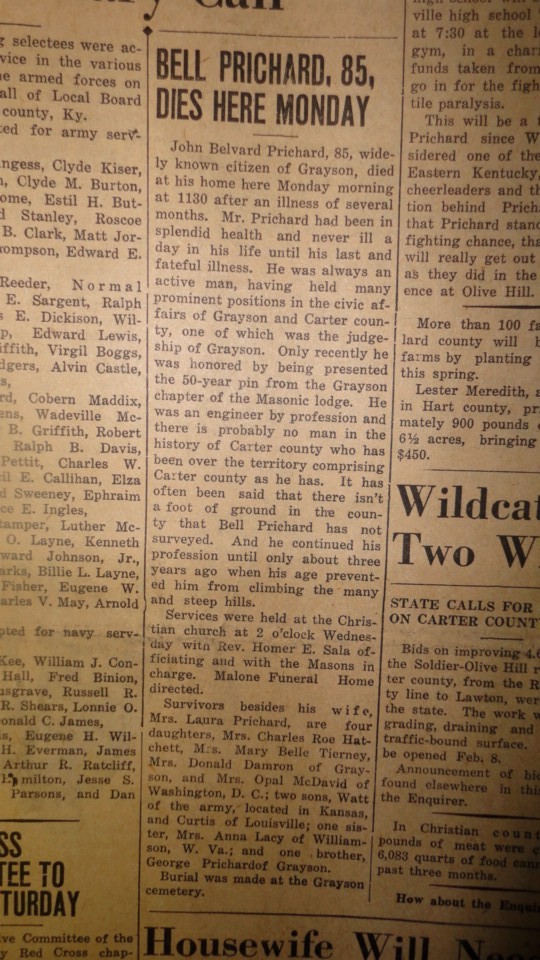 Call
selectees were ac-
vice in the various
armed forces on
all of Local Board
county, Ky.
ted for army serv-
Clyde Kiser,
Clyde M. Burton,
Estil H. But-
Stanley, Roscoe
B. Clark, Matt Jor-
Edward E.
Reeder, Normal
E. Sargent, Ralph
E. Dickison, Wil-
Edward Lewis,
Virgil Boggs,
Alvin Castle,
Cobern Maddix,
Wadeville Mc-
B. Griffith, Robert
Ralph B. Davis,
Pettit, Charles W.
E. Callihan, Elza
Sweeney, Ephraim
E. Ingles,
Luther Mc-
O. Layne, Kenneth
Johnson, Jr.,
Billie L. Layne,
Fisher, Eugene W.
Charles V. May, Arnold
for navy serv-
William J. Con-
Hall, Fred Binion,
Russell R.
R. Shears, Lonnie O.
C. James,
Eugene H. Wil-
H. Everman, James
Arthur R. Ratcliff,
milton, Jesse S.
Parsons, and Dan
SS
TEE TO
TURDAY
ive Committee of the
Red Cross chap-
BELL PRICHARD, 85,
DIES HERE MONDAY
John Belvard Prichard, 85, wide-
ly known citizen of Grayson, died
at his home here Monday morning
at 1130 after an illness of several
months. Mr. Prichard had been in
splendid health and never ill a
day in his life until his last and
fateful illness. He was always an
active man, having held many
prominent positions in the civic af-
fairs of Grayson and Carter coun-
ty, one of which was the judge-
ship of Grayson. Only recently he
was honored by being presented
the 50-year pin from the Grayson
chapter of the Masonic lodge. He
was an engineer by profession and
there is probably no man in the
history of Carter county who has
been over the territory comprising
Carter county as he has. It has
often been said that there isn't
a foot of ground in the coun-
ty that Bell Prichard has not
surveyed. And he continued his
profession until only about three
years ago when his age prevent-
ed him from climbing the many
and steep hills.
Services were held at the Chris-
tian church at 2 o'clock Wednes-
day with Rev. Homer E. Sala of-
ficiating and with the Masons in
charge. Malone Funeral Home
directed.
Survivors besides his wife,
Mrs. Laura Prichard, are four
daughters, Mrs. Charles Roe Hat-
chett, Mrs. Mary Belle Tierney,
Mrs. Donald Damron of Gray-
son, and Mrs. Opal McDavid of
Washington, D. C.; two sons, Watt
of the army, located in Kansas,
and Curtis of Louisville; one sis-
ter, Mrs. Anna Lacy of William-
son, W. Va.; and one brother,
George Prichardof Grayson.
Burial was made at the Grayson
cemetery.
Housewife Will
ville high school
at 7:30 at the
gym, in a char
funds taken from
go in for the figh
tile paralysis.
This will be a
Prichard since W
sidered one of the
Eastern Kentucky,
cheerleaders and th
tion behind Prich
that Prichard stan
fighting chance, tha
will really get out
as they did in the
ence at Olive Hill.
More than 100 fa
lard county will
farms by planting
this spring.
Lester Meredith,
in Hart county, pr
mately 900 pounds
6½ acres, bringing
$450.
Wildcat
Two W
STATE CALLS FOR
ON CARTER COUNT
Bids on improving 4.6
the Soldier-Olive Hill r
ter county, from the R
ty line to Lawton, wer
the state. The work w
grading, draining and
traffic-bound surface.
be opened Feb. 8.
Announcement of bid
found elsewhere in thi
the Enquirer.
In Christian coun
pounds of meat were
6,083 quarts of food can
past three months.
How about the Enqui